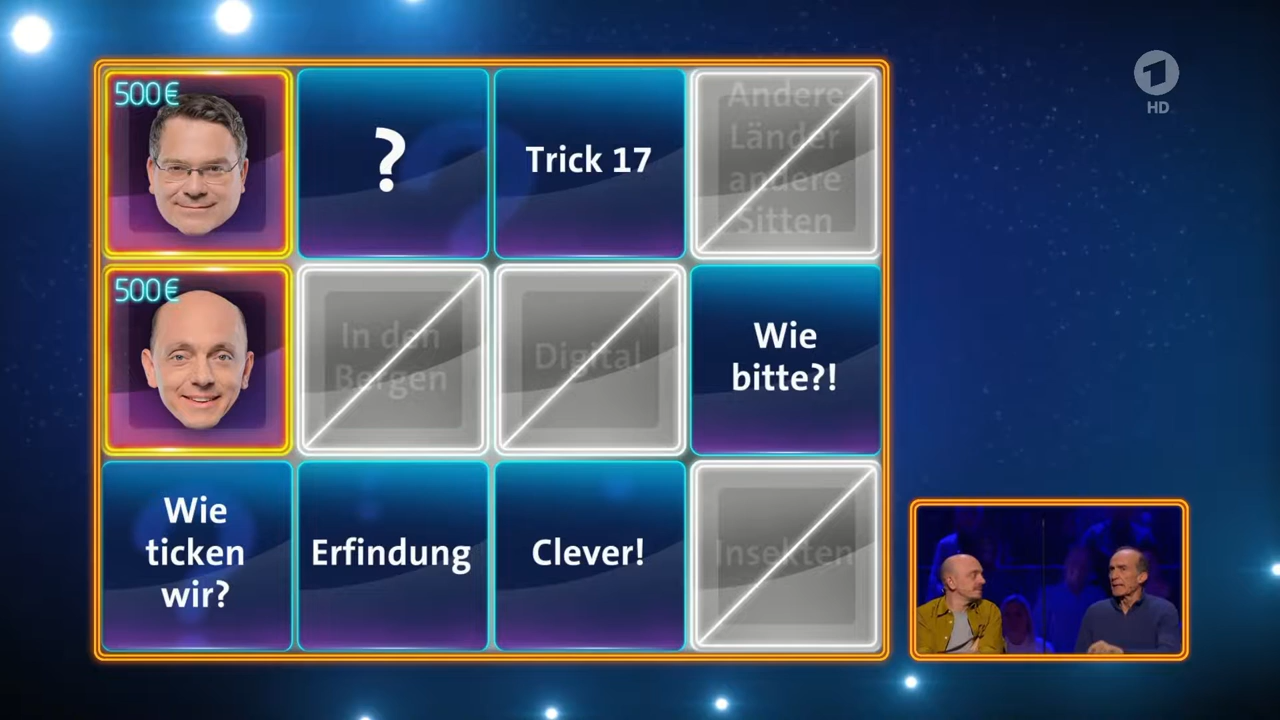 500€
?
Trick 17
Andere
Länder
andere
Sitten
500€
In den
Bergen
Digital
Wie
bitte?!
Wie
ticken
wir?
Erfindung
Clever!
Insekten
1
HD